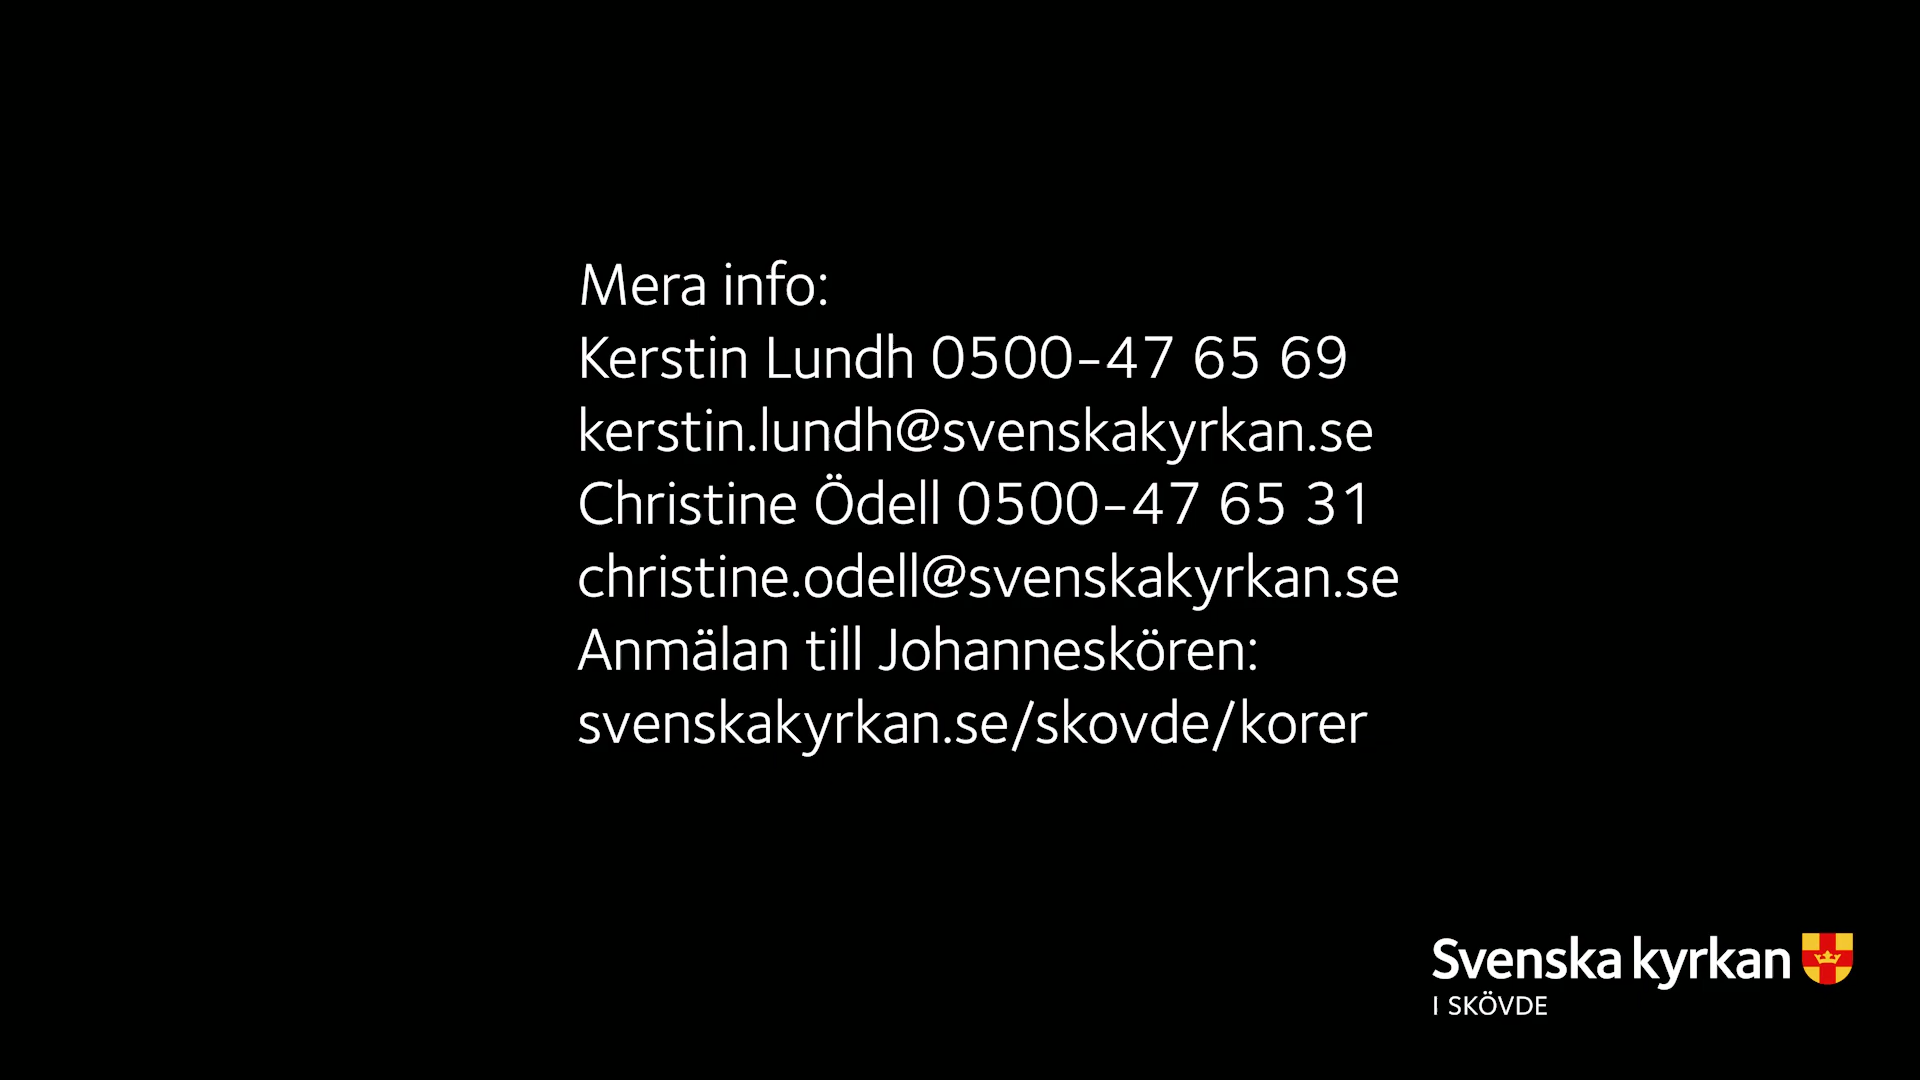 Mera info:
Kerstin Lundh 0500-47 65 69
kerstin.lundh@svenskakyrkan.se
Christine Ödell 0500-47 65 31
christine.odell@svenskakyrkan.se
Anmälan till Johanneskören:
svenskakyrkan.se/skovde/korer
Svenska kyrkan
I SKÖVDE